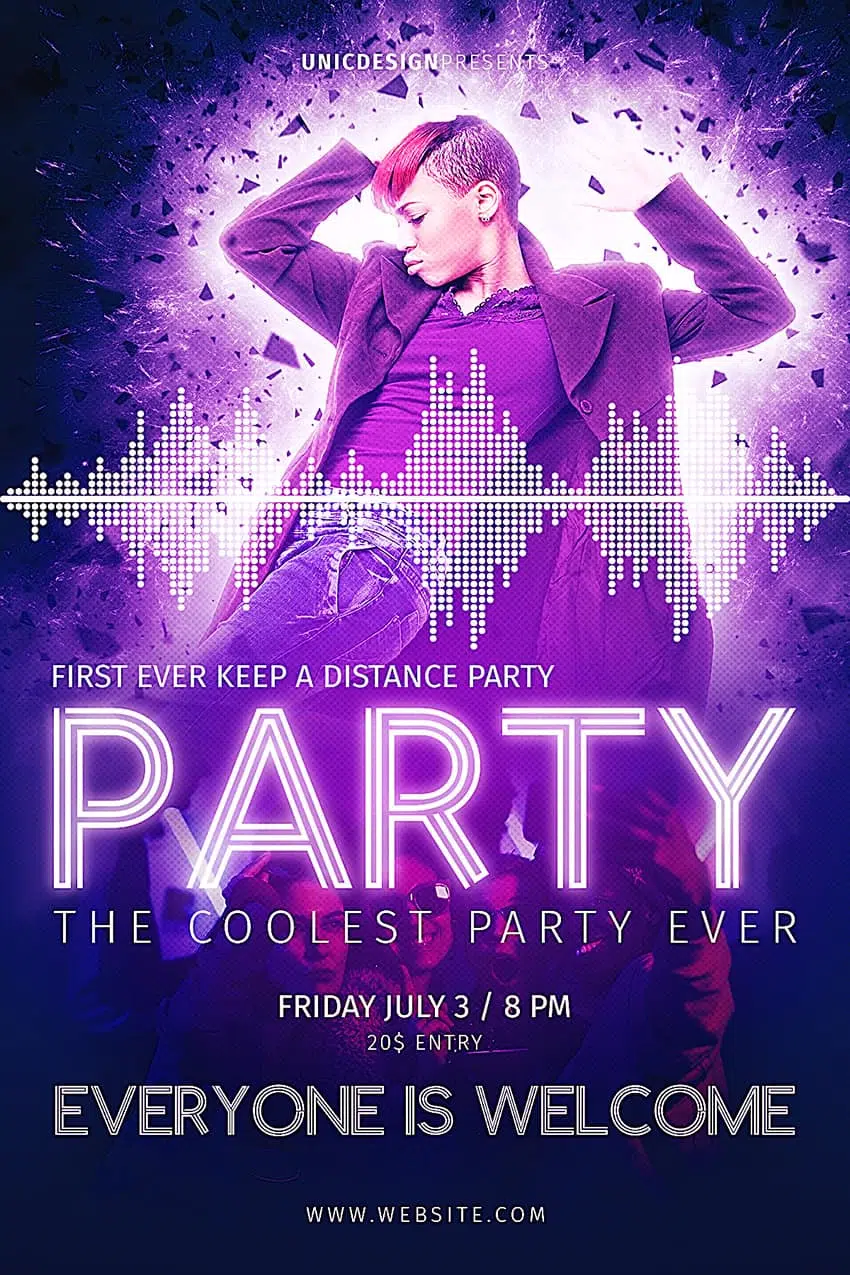 UNICDESIGNPRESENTS
FIRST EVER KEEP A DISTANCE PARTY
PARTY
THE COOLEST PARTY EVER
FRIDAY JULY 3 / 8 PM
20$ ENTRY
EVERYONE IS WELCOME
WWW.WEBSITE.COM